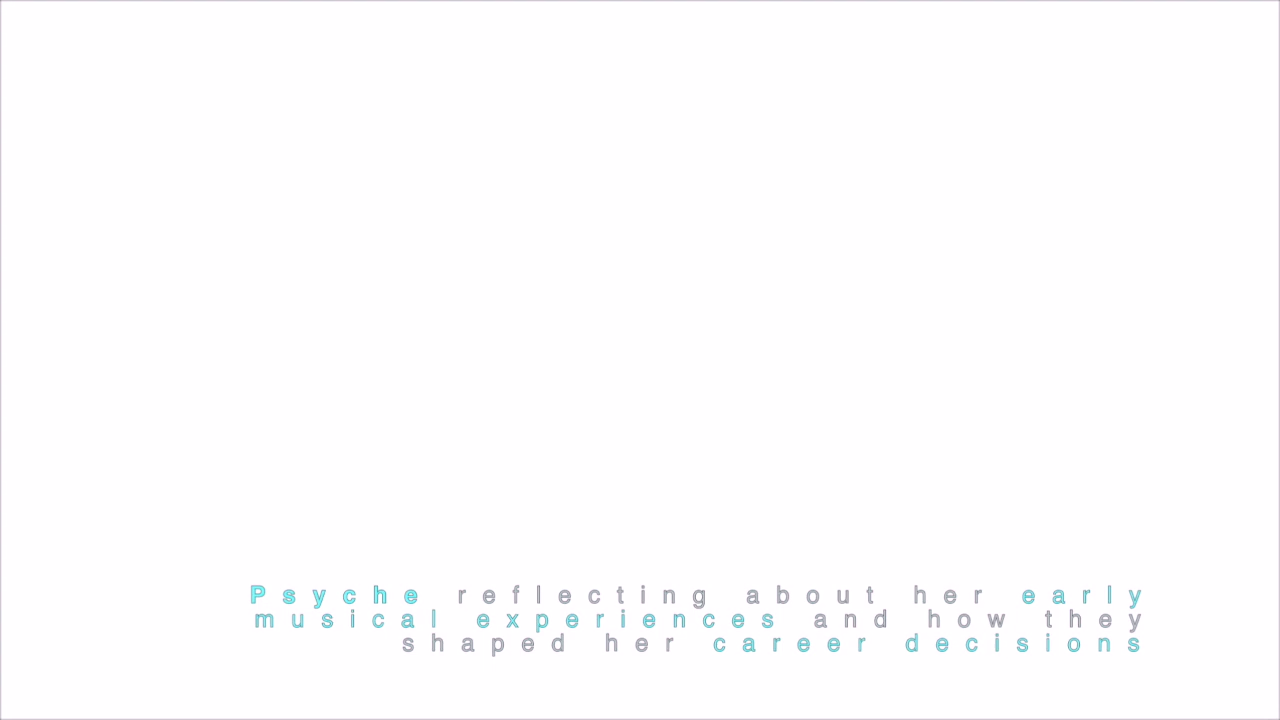 Psyche reflecting about her early
musical experiences and how they
shaped her career decisions